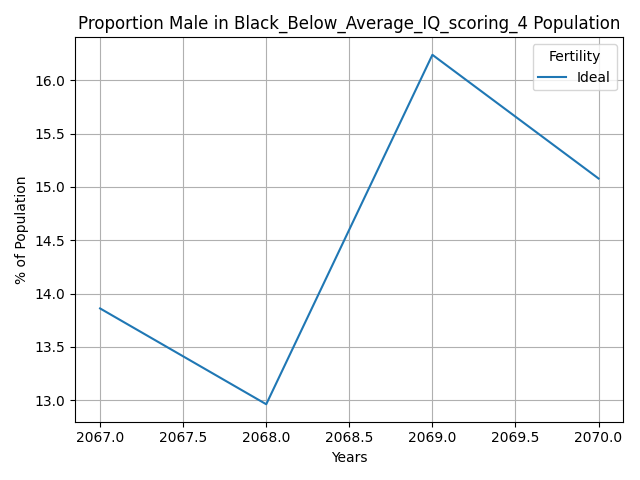 Proportion Male in Black_Below_Average_IQ_scoring_4 Population
Fertility
Ideal
% of Population
16.0
15.5
15.0
14.5
14.0
13.5
13.0
2067.0 2067.5 2068.0 2068.5 2069.0 2069.5 2070.0
Years